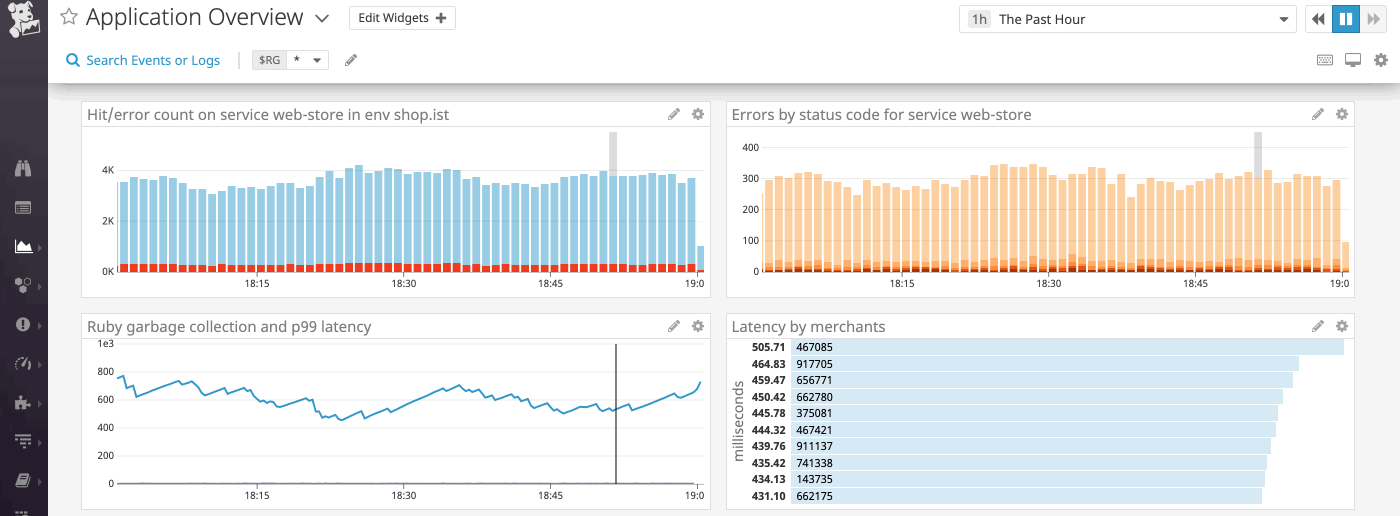 Application Overview
Edit Widgets +
1h The Past Hour
Search Events or Logs
$RG *
Hit/error count on service web-store in env shop.ist
4K
2K
0K
18:15 18:30 18:45 19:0
Errors by status code for service web-store
400
300
200
100
0
18:15 18:30 18:45 19:0
Ruby garbage collection and p99 latency
1e3
800
600
400
200
0
18:15 18:30 18:45 19:0
Latency by merchants
milliseconds
505.71 467085
464.83 917705
459.47 656771
450.42 662780
445.78 375081
444.32 467421
439.76 911137
435.42 741338
434.13 143735
431.10 662175